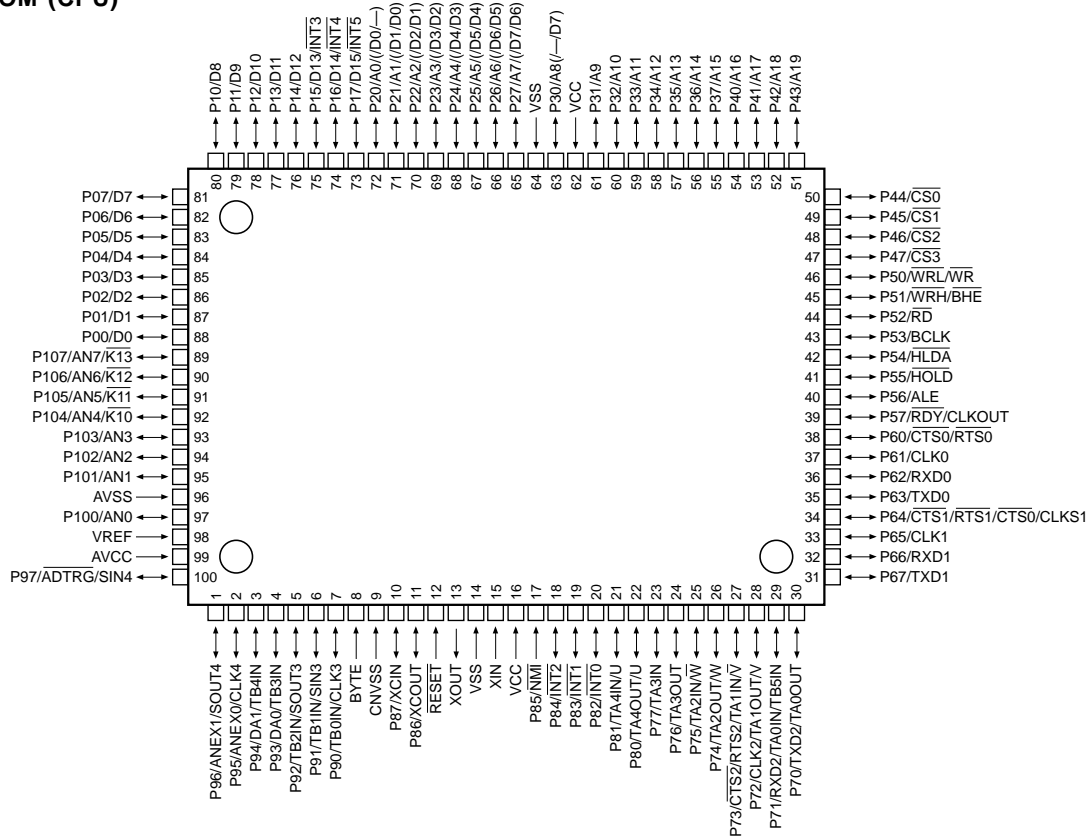 OM (CPU)
P10/D8
P11/D9
P12/D10
P13/D11
P14/D12
P15/D13/INT3
P16/D14/INT4
P17/D15/INT5
P20/A0/(/D0/—)
P21/A1/(/D1/D0)
P22/A2/(/D2/D1)
P23/A3/(/D3/D2)
P24/A4/(/D4/D3)
P25/A5/(/D5/D4)
P26/A6/(/D6/D5)
P27/A7/(/D7/D6)
VSS
P30/A8(/—/D7)
VCC
P31/A9
P32/A10
P33/A11
P34/A12
P35/A13
P36/A14
P37/A15
P40/A16
P41/A17
P42/A18
P43/A19
80 79 78 77 76 75 74 73 72 71 70 69 68 67 66 65 64 63 62 61 60 59 58 57 56 55 54 53 52 51
P07/D7 81
P06/D6 82
P05/D5 83
P04/D4 84
P03/D3 85
P02/D2 86
P01/D1 87
P00/D0 88
P107/AN7/K13 89
P106/AN6/K12 90
P105/AN5/K11 91
P104/AN4/K10 92
P103/AN3 93
P102/AN2 94
P101/AN1 95
AVSS 96
P100/AN0 97
VREF 98
AVCC 99
P97/ADTRG/SIN4 100
50 P44/CS0
49 P45/CS1
48 P46/CS2
47 P47/CS3
46 P50/WRL/WR
45 P51/WRH/BHE
44 P52/RD
43 P53/BCLK
42 P54/HLDA
41 P55/HOLD
40 P56/ALE
39 P57/RDY/CLKOUT
38 P60/CTS0/RTS0
37 P61/CLK0
36 P62/RXD0
35 P63/TXD0
34 P64/CTS1/RTS1/CTS0/CLKS1
33 P65/CLK1
32 P66/RXD1
31 P67/TXD1
1 2 3 4 5 6 7 8 9 10 11 12 13 14 15 16 17 18 19 20 21 22 23 24 25 26 27 28 29 30
P96/ANEX1/SOUT4
P95/ANEX0/CLK4
P94/DA1/TB4IN
P93/DA0/TB3IN
P92/TB2IN/SOUT3
P91/TB1IN/SIN3
P90/TB0IN/CLK3
BYTE
CNVSS
P87/XCIN
P86/XCOUT
RESET
XOUT
VSS
XIN
VCC
P85/NMI
P84/INT2
P83/INT1
P82/INT0
P81/TA4IN/U
P80/TA4OUT/U
P77/TA3IN
P76/TA3OUT
P75/TA2IN/W
P74/TA2OUT/W
P73/CTS2/RTS2/TA1IN/V
P72/CLK2/TA1OUT/V
P71/RXD2/TA0IN/TB5IN
P70/TXD2/TA0OUT